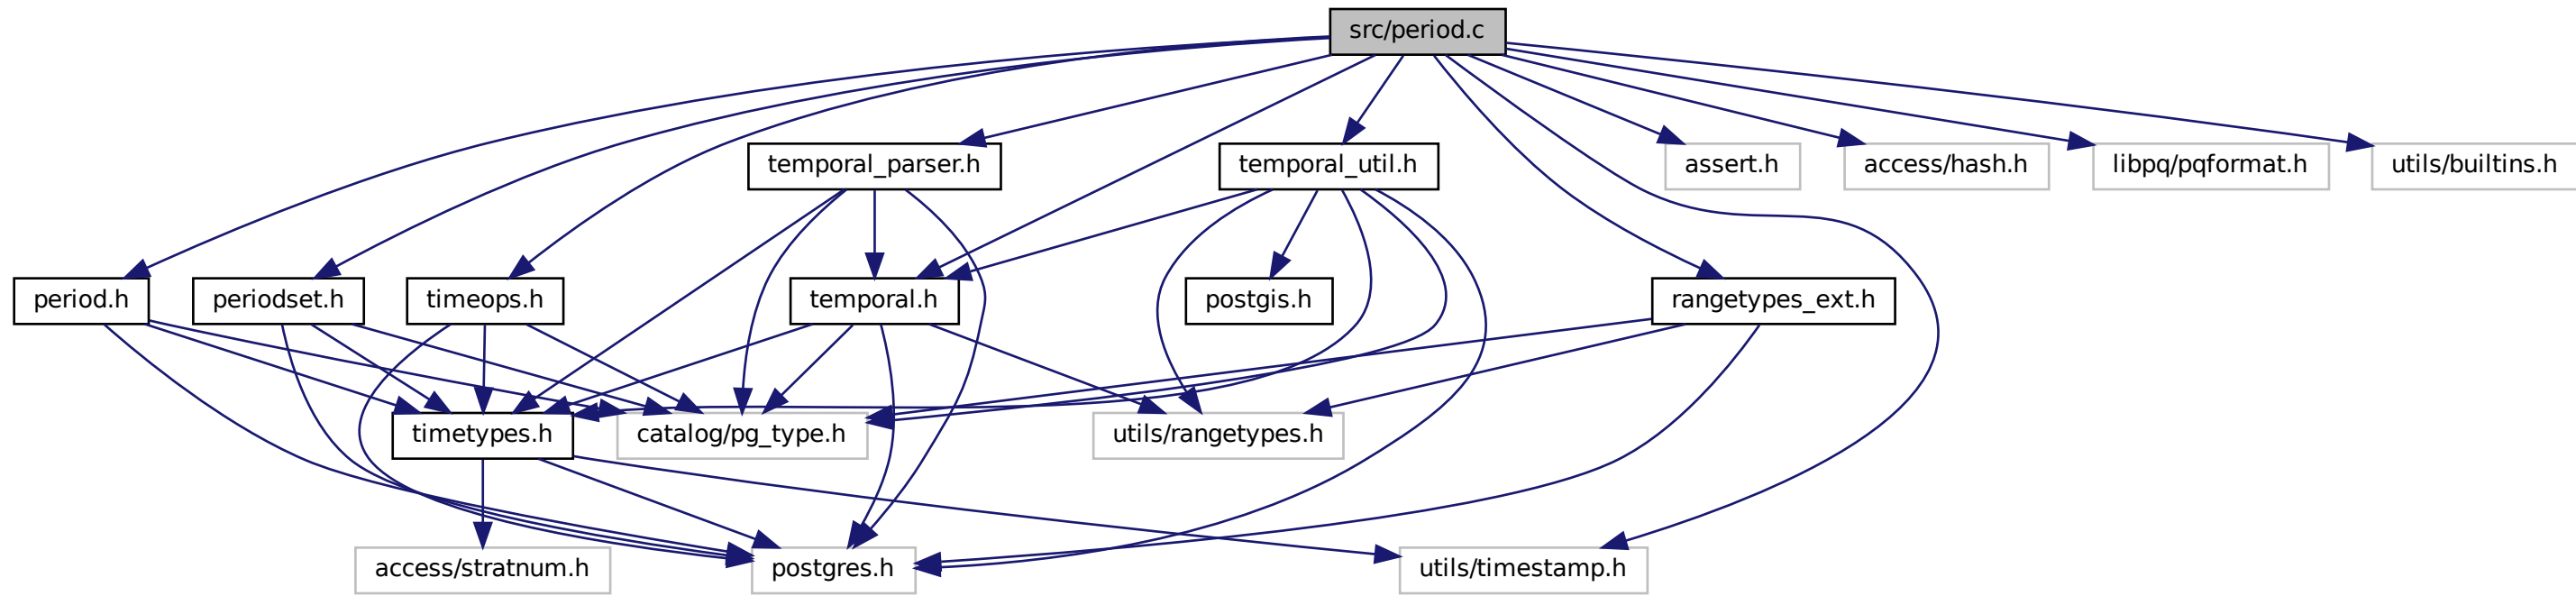 src/period.c
temporal_parser.h
temporal_util.h
assert.h
access/hash.h
libpq/pqformat.h
utils/builtins.h
period.h
periodset.h
timeops.h
temporal.h
postgis.h
rangetypes_ext.h
timetypes.h
catalog/pg_type.h
utils/rangetypes.h
access/stratnum.h
postgres.h
utils/timestamp.h